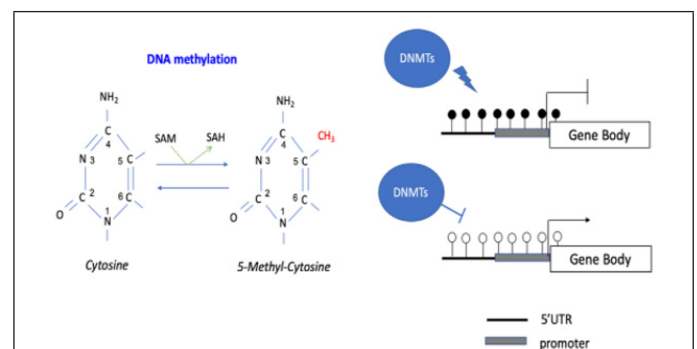 DNA methylation
NH2
4
C
N 3
5 C
C 2
6 C
1
N
O
Cytosine
SAM
SAH
NH2
CH3
4
C
N 3
5 C
C 2
6 C
1
N
O
5-Methyl-Cytosine
DNMTs
Gene Body
DNMTs
Gene Body
5'UTR
promoter